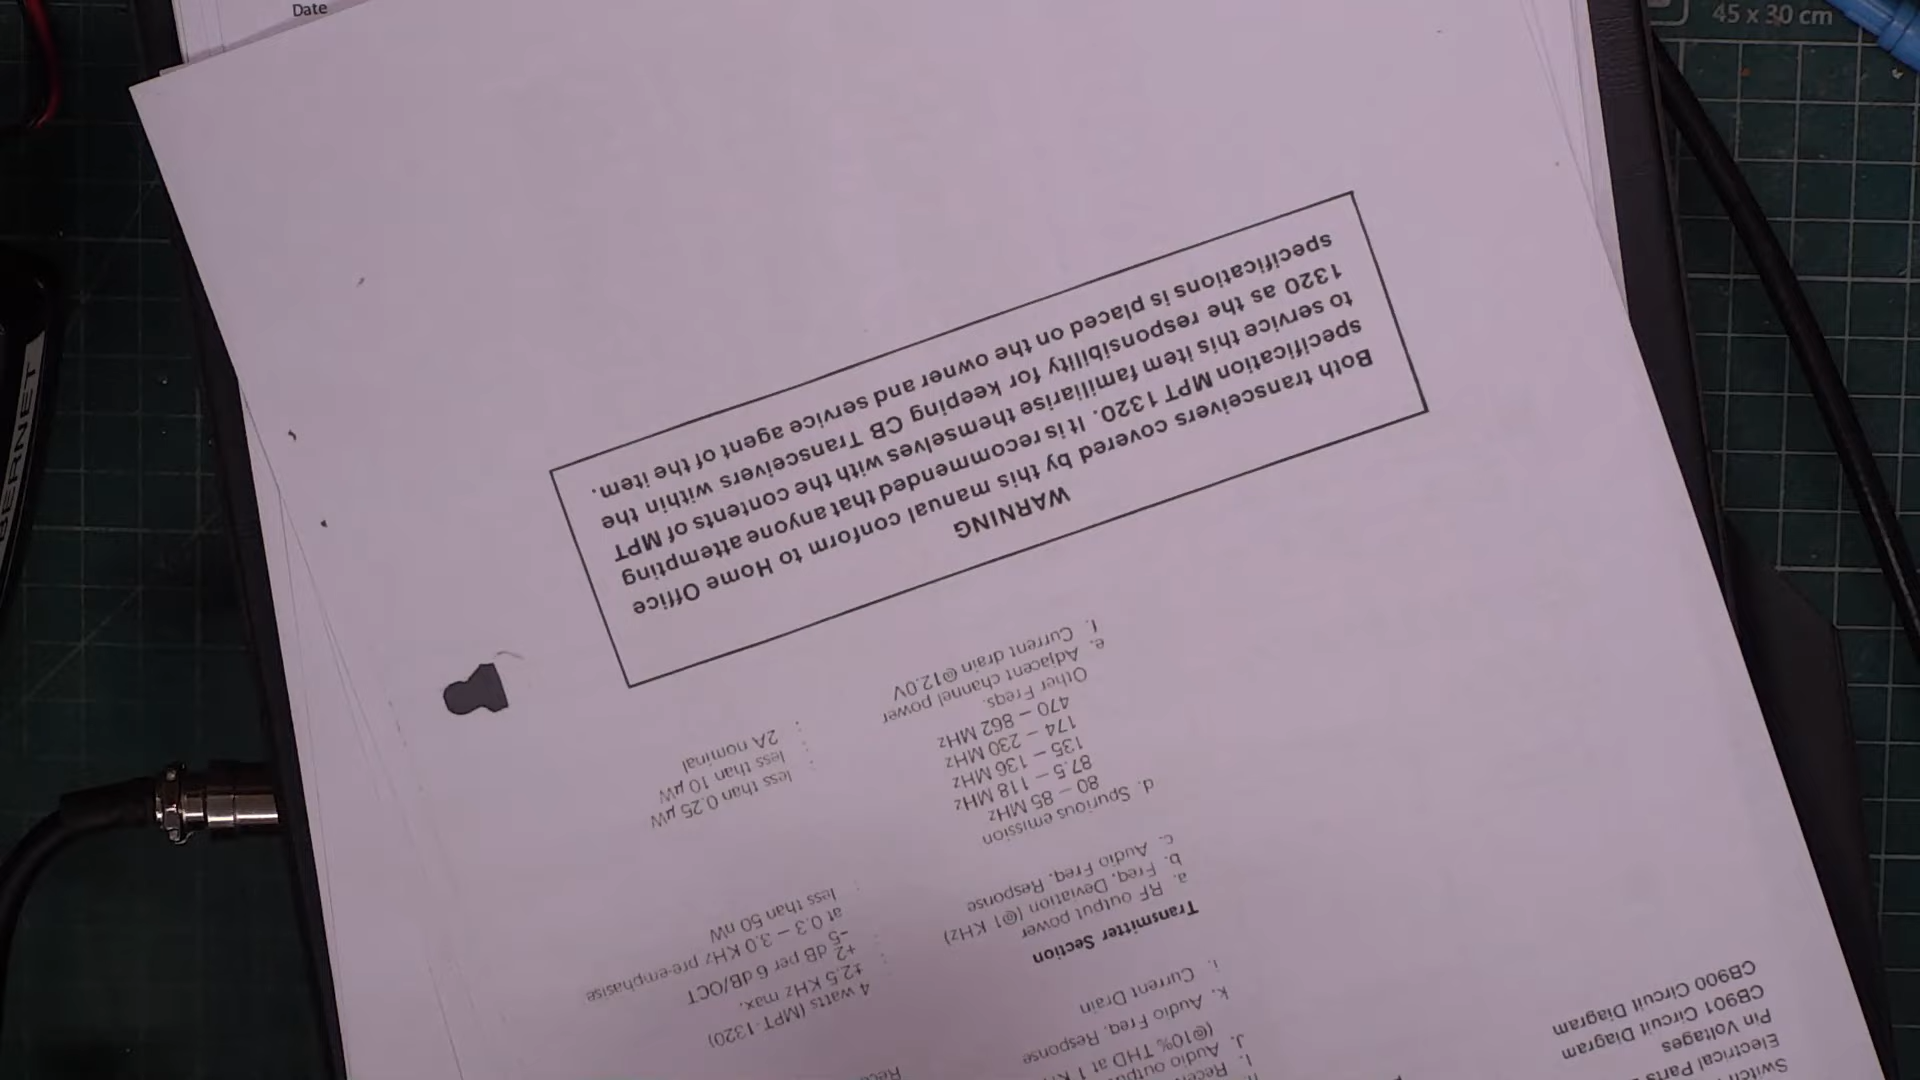 Date
45 x 30 cm
BERNET
Switch
Electrical Parts
Pin Voltages
CB901 Circuit Diagram
CB900 Circuit Diagram
J. Audio outpu
(@10% THD at 1 K
k. Audio Freq. Response
Current Drain
Transmitter Section
a. RF output power
4 watts (MPT-1320)
b. Freq. Deviation (@1 KHz)
±2.5 KHz max.
c. Audio Freq. Response
+2 dB per 6 dB/OCT
-5
at 0.3 – 3.0 KHz pre-emphasise
d. Spurious emission
: less than 50 nW
80 – 85 MHz
87.5 – 118 MHz
135 – 136 MHz
174 – 230 MHz
470 – 862 MHz
Other Freqs.
: less than 0.25 µW
e. Adjacent channel power
: less than 10 µW
f. Current drain @12.0V
: 2A nominal
WARNING
Both transceivers covered by this manual conform to Home Office
specification MPT 1320. It is recommended that anyone attempting
to service this item familiarise themselves with the contents of MPT
1320 as the responsibility for keeping CB Transceivers within the
specifications is placed on the owner and service agent of the item.